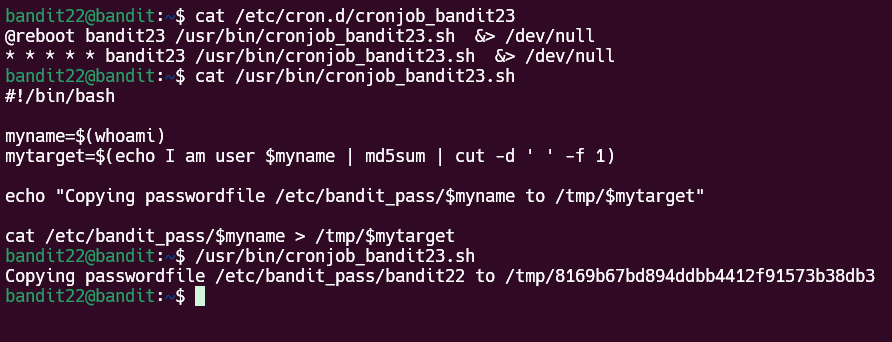 bandit22@bandit:~$ cat /etc/cron.d/cronjob_bandit23
@reboot bandit23 /usr/bin/cronjob_bandit23.sh  &> /dev/null
* * * * * bandit23 /usr/bin/cronjob_bandit23.sh  &> /dev/null
bandit22@bandit:~$ cat /usr/bin/cronjob_bandit23.sh
#!/bin/bash
myname=$(whoami)
mytarget=$(echo I am user $myname | md5sum | cut -d ' ' -f 1)
echo "Copying passwordfile /etc/bandit_pass/$myname to /tmp/$mytarget"
cat /etc/bandit_pass/$myname > /tmp/$mytarget
bandit22@bandit:~$ /usr/bin/cronjob_bandit23.sh
Copying passwordfile /etc/bandit_pass/bandit22 to /tmp/8169b67bd894ddbb4412f91573b38db3
bandit22@bandit:~$